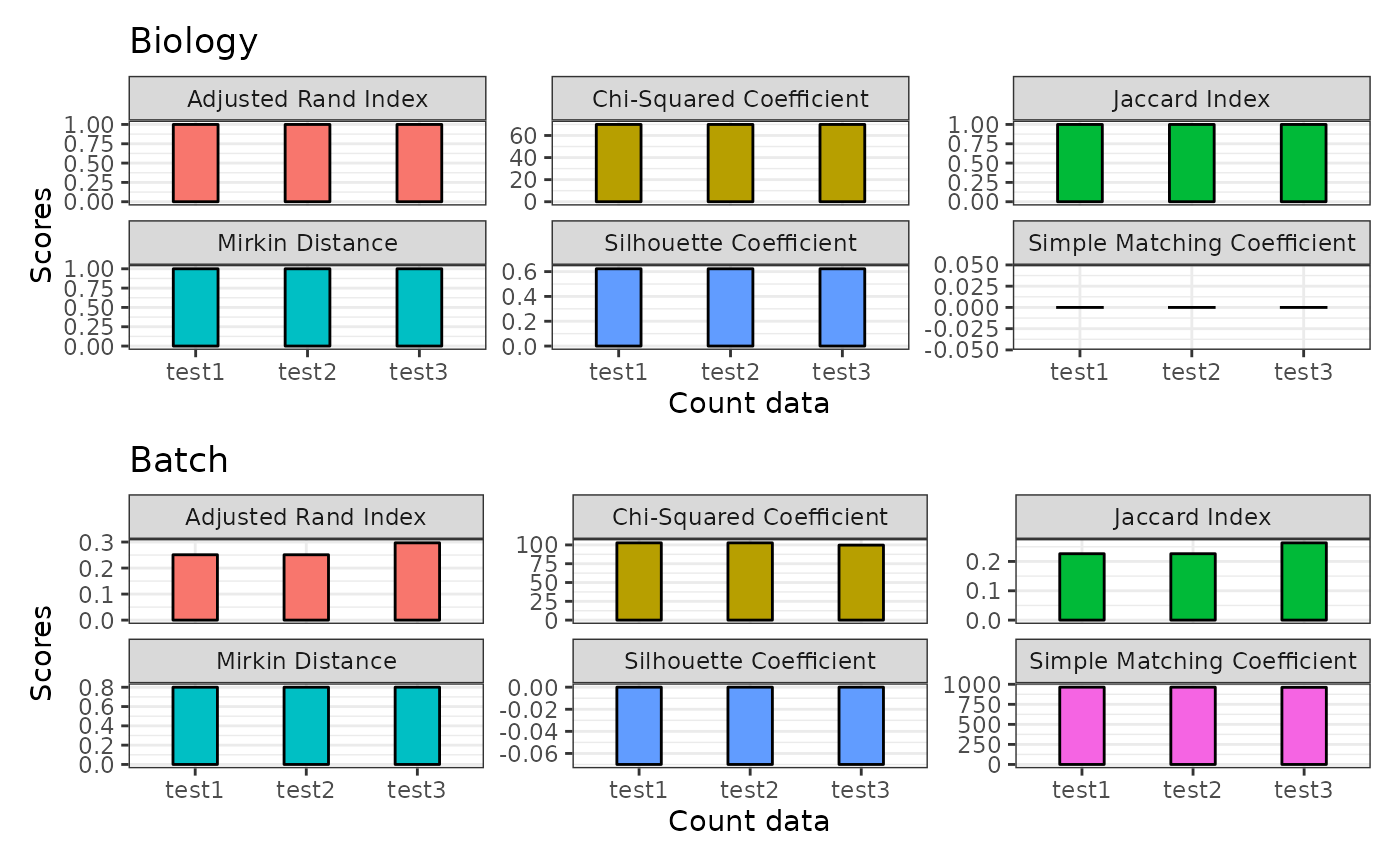 Biology
Adjusted Rand Index
Chi-Squared Coefficient
Jaccard Index
1.00
0.75
0.50
0.25
0.00
60
40
20
0
1.00
0.75
0.50
0.25
0.00
Scores
Mirkin Distance
Silhouette Coefficient
Simple Matching Coefficient
1.00
0.75
0.50
0.25
0.00
0.6
0.4
0.2
0.0
0.050
0.025
0.000
-0.025
-0.050
test1 test2 test3
test1 test2 test3
test1 test2 test3
Count data
Batch
Adjusted Rand Index
Chi-Squared Coefficient
Jaccard Index
0.3
0.2
0.1
0.0
100
75
50
25
0
0.2
0.1
0.0
Scores
Mirkin Distance
Silhouette Coefficient
Simple Matching Coefficient
0.8
0.6
0.4
0.2
0.0
0.00
-0.02
-0.04
-0.06
1000
750
500
250
0
test1 test2 test3
test1 test2 test3
test1 test2 test3
Count data